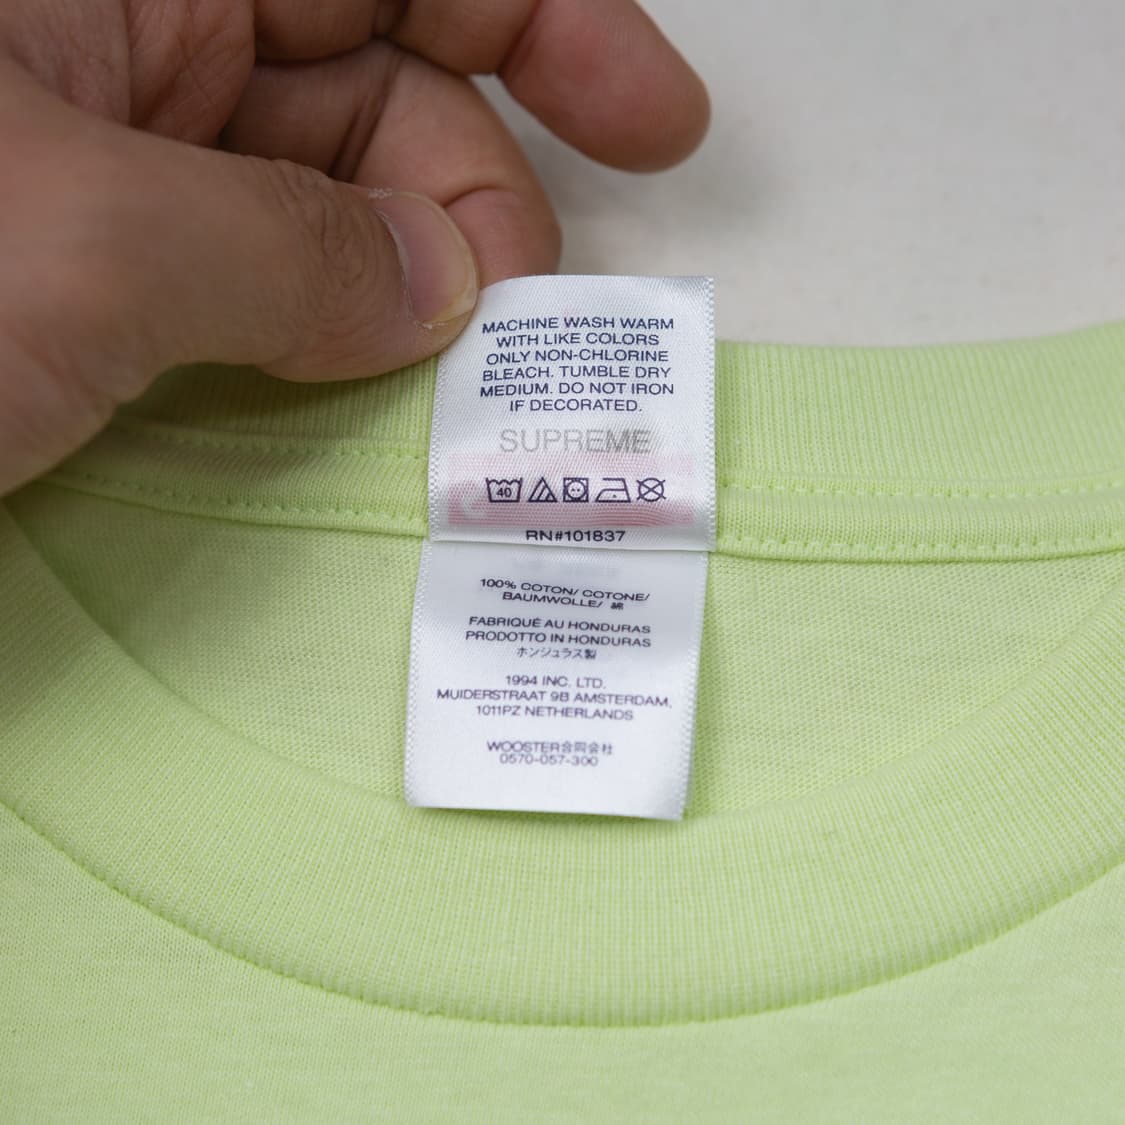 MACHINE WASH WARM
WITH LIKE COLORS
ONLY NON-CHLORINE
BLEACH. TUMBLE DRY
MEDIUM. DO NOT IRON
IF DECORATED.
SUPREME
40
RN#101837
100% COTON/ COTONE/
BAUMWOLLE/ 綿
FABRIQUÉ AU HONDURAS
PRODOTTO IN HONDURAS
ホンジュラス製
1994 INC. LTD.
MUIDERSTRAAT 9B AMSTERDAM,
1011PZ NETHERLANDS
WOOSTER合同会社
0570-057-300